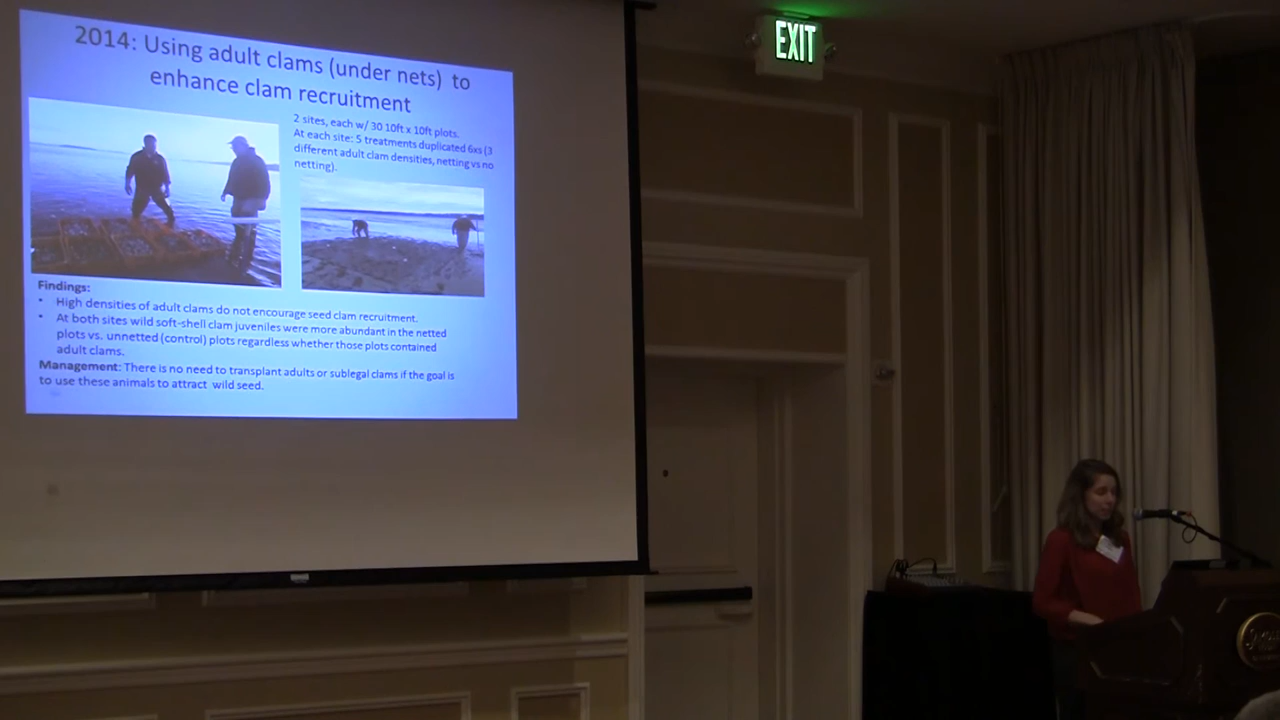 2014: Using adult clams (under nets) to
enhance clam recruitment
2 sites, each w/ 30 10ft x 10ft plots.
At each site: 5 treatments duplicated 6xs (3
different adult clam densities, netting vs no
netting).
Findings:
• High densities of adult clams do not encourage seed clam recruitment.
• At both sites wild soft-shell clam juveniles were more abundant in the netted
plots vs. unnetted (control) plots regardless whether those plots contained
adult clams.
Management: There is no need to transplant adults or sublegal clams if the goal is
to use these animals to attract wild seed.
EXIT